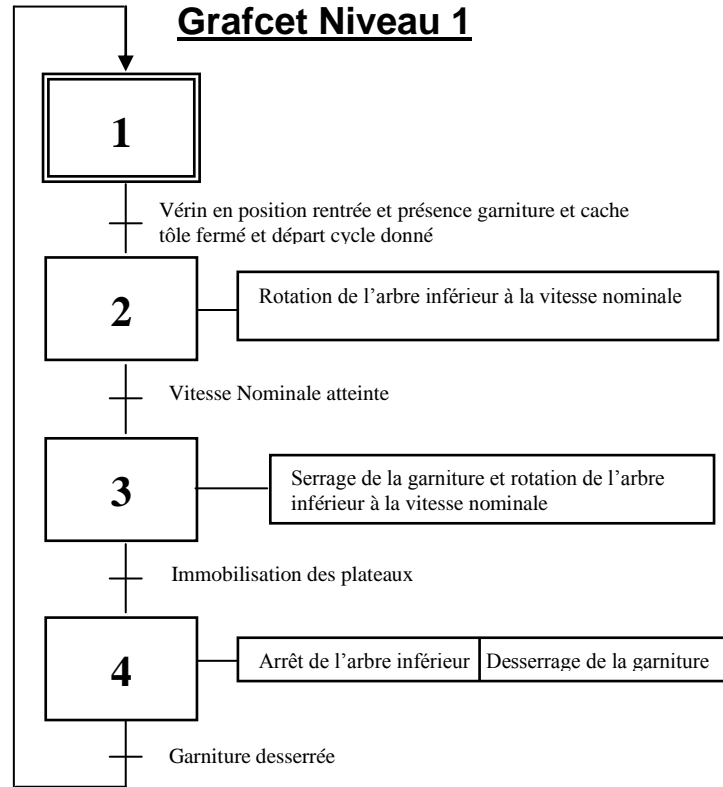 Grafcet Niveau 1
1
Vérin en position rentrée et présence garniture et cache
tôle fermé et départ cycle donné
2
Rotation de l'arbre inférieur à la vitesse nominale
Vitesse Nominale atteinte
3
Serrage de la garniture et rotation de l'arbre
inférieur à la vitesse nominale
Immobilisation des plateaux
4
Arrêt de l'arbre inférieur
Desserrage de la garniture
Garniture desserrée